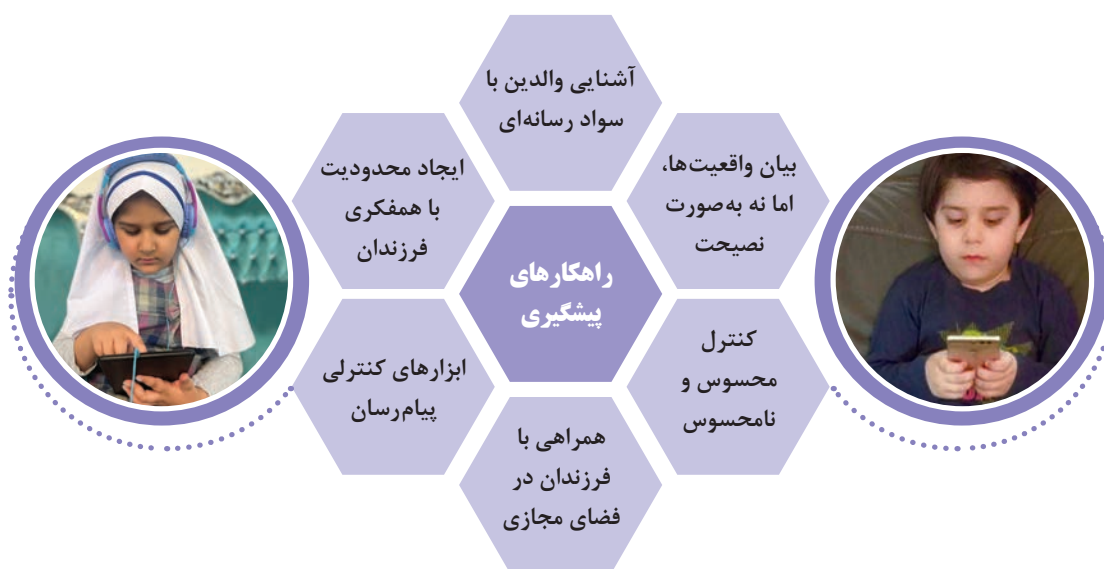 راهکارهای
پیشگیری
آشنایی والدین با
سواد رسانه‌ای
بیان واقعیت‌ها،
اما نه به‌صورت
نصیحت
کنترل
محسوس و
نامحسوس
همراهی با
فرزندان در
فضای مجازی
ابزارهای کنترلی
پیام‌رسان
ایجاد محدودیت
با همفکری
فرزندان